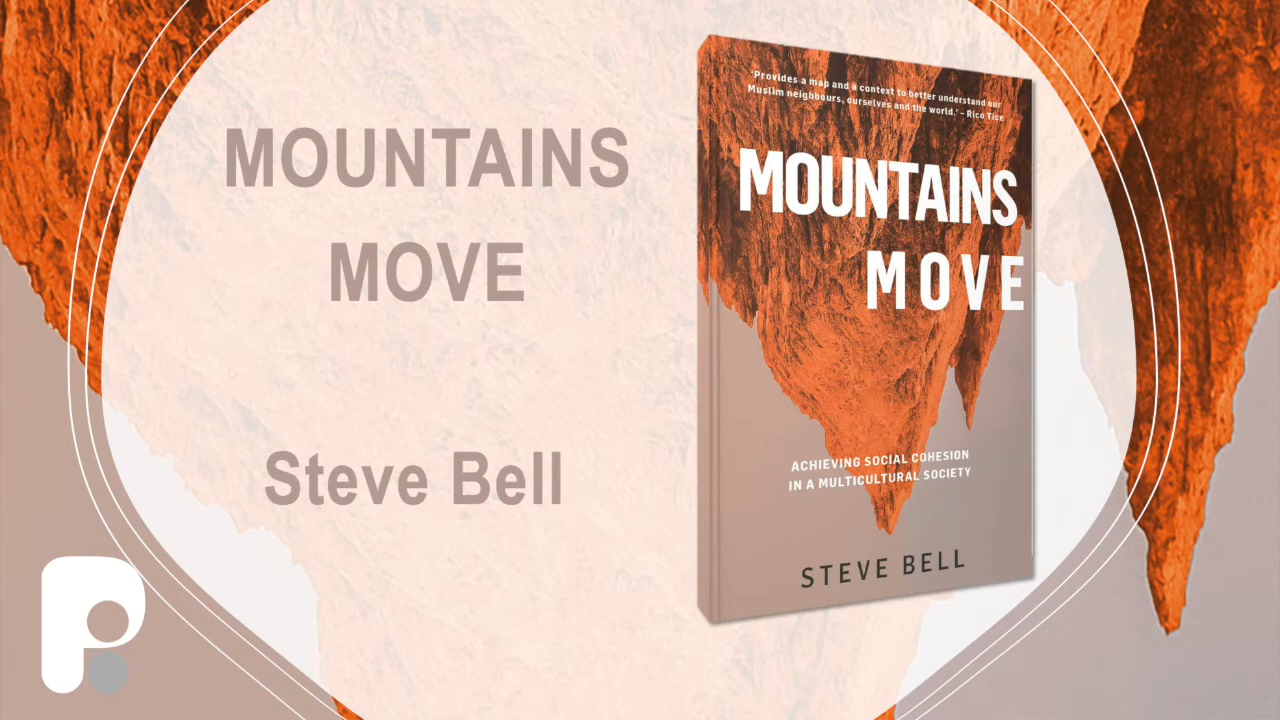 MOUNTAINS
MOVE
Steve Bell
'Provides a map and a context to better understand our
Muslim neighbours, ourselves and the world.' – Rico Tice
MOUNTAINS
MOVE
ACHIEVING SOCIAL COHESION
IN A MULTICULTURAL SOCIETY
STEVE BELL
P